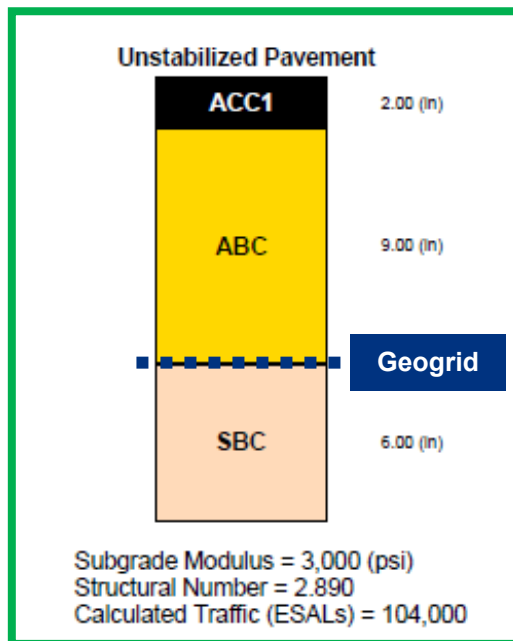 Unstabilized Pavement
ACC1 2.00 (in)
ABC 9.00 (in)
Geogrid
SBC 6.00 (in)
Subgrade Modulus = 3,000 (psi)
Structural Number = 2.890
Calculated Traffic (ESALs) = 104,000